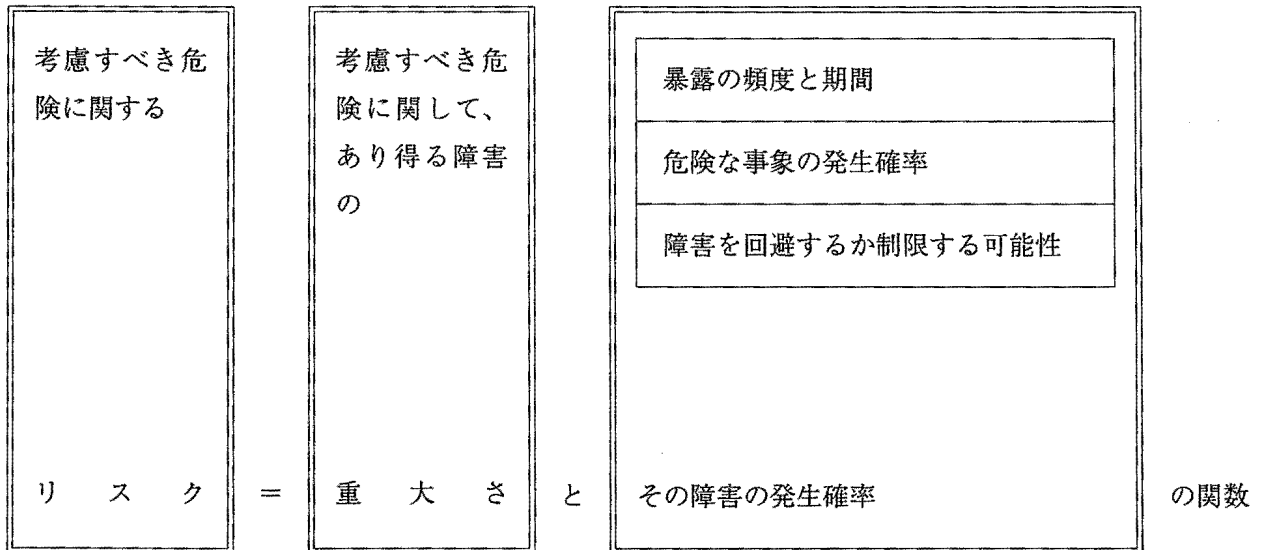 考慮すべき危
険に関する
リスク
＝
考慮すべき危
険に関して、
あり得る障害
の
重大さ
と
暴露の頻度と期間
危険な事象の発生確率
障害を回避するか制限する可能性
その障害の発生確率
の関数